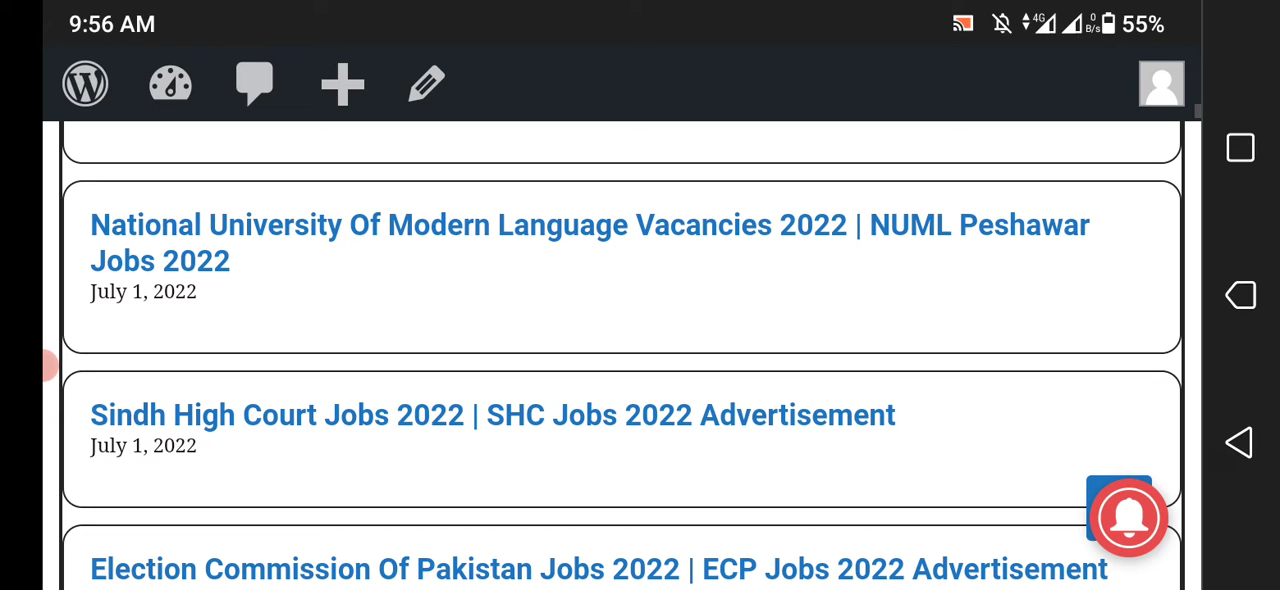 9:56 AM
4G 0 B/s 55%
National University Of Modern Language Vacancies 2022 | NUML Peshawar
Jobs 2022
July 1, 2022
Sindh High Court Jobs 2022 | SHC Jobs 2022 Advertisement
July 1, 2022
Election Commission Of Pakistan Jobs 2022 | ECP Jobs 2022 Advertisement